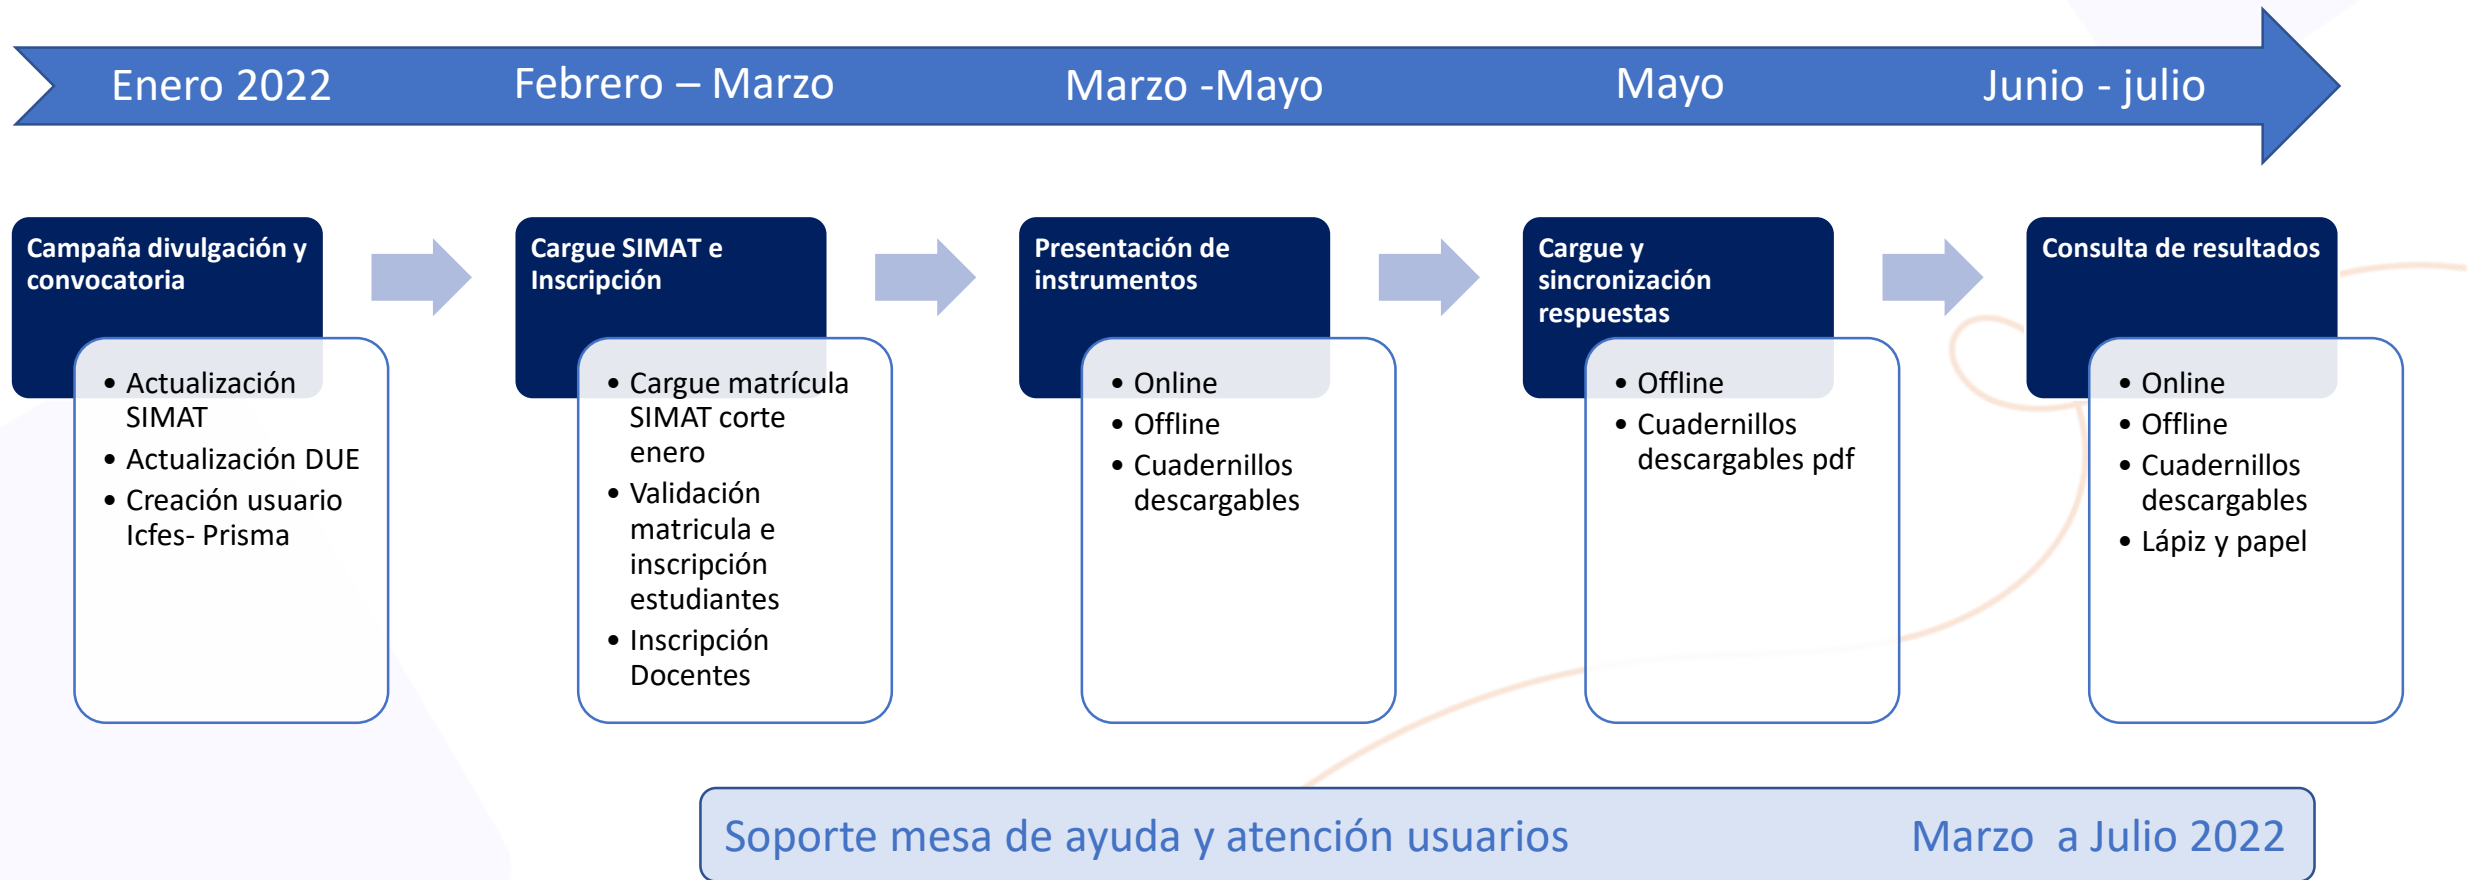 Enero 2022
Febrero – Marzo
Marzo -Mayo
Mayo
Junio - julio
Campaña divulgación y
convocatoria
• Actualización
SIMAT
• Actualización DUE
• Creación usuario
Icfes- Prisma
Cargue SIMAT e
Inscripción
• Cargue matrícula
SIMAT corte
enero
• Validación
matricula e
inscripción
estudiantes
• Inscripción
Docentes
Presentación de
instrumentos
• Online
• Offline
• Cuadernillos
descargables
Cargue y
sincronización
respuestas
• Offline
• Cuadernillos
descargables pdf
Consulta de resultados
• Online
• Offline
• Cuadernillos
descargables
• Lápiz y papel
Soporte mesa de ayuda y atención usuarios
Marzo a Julio 2022